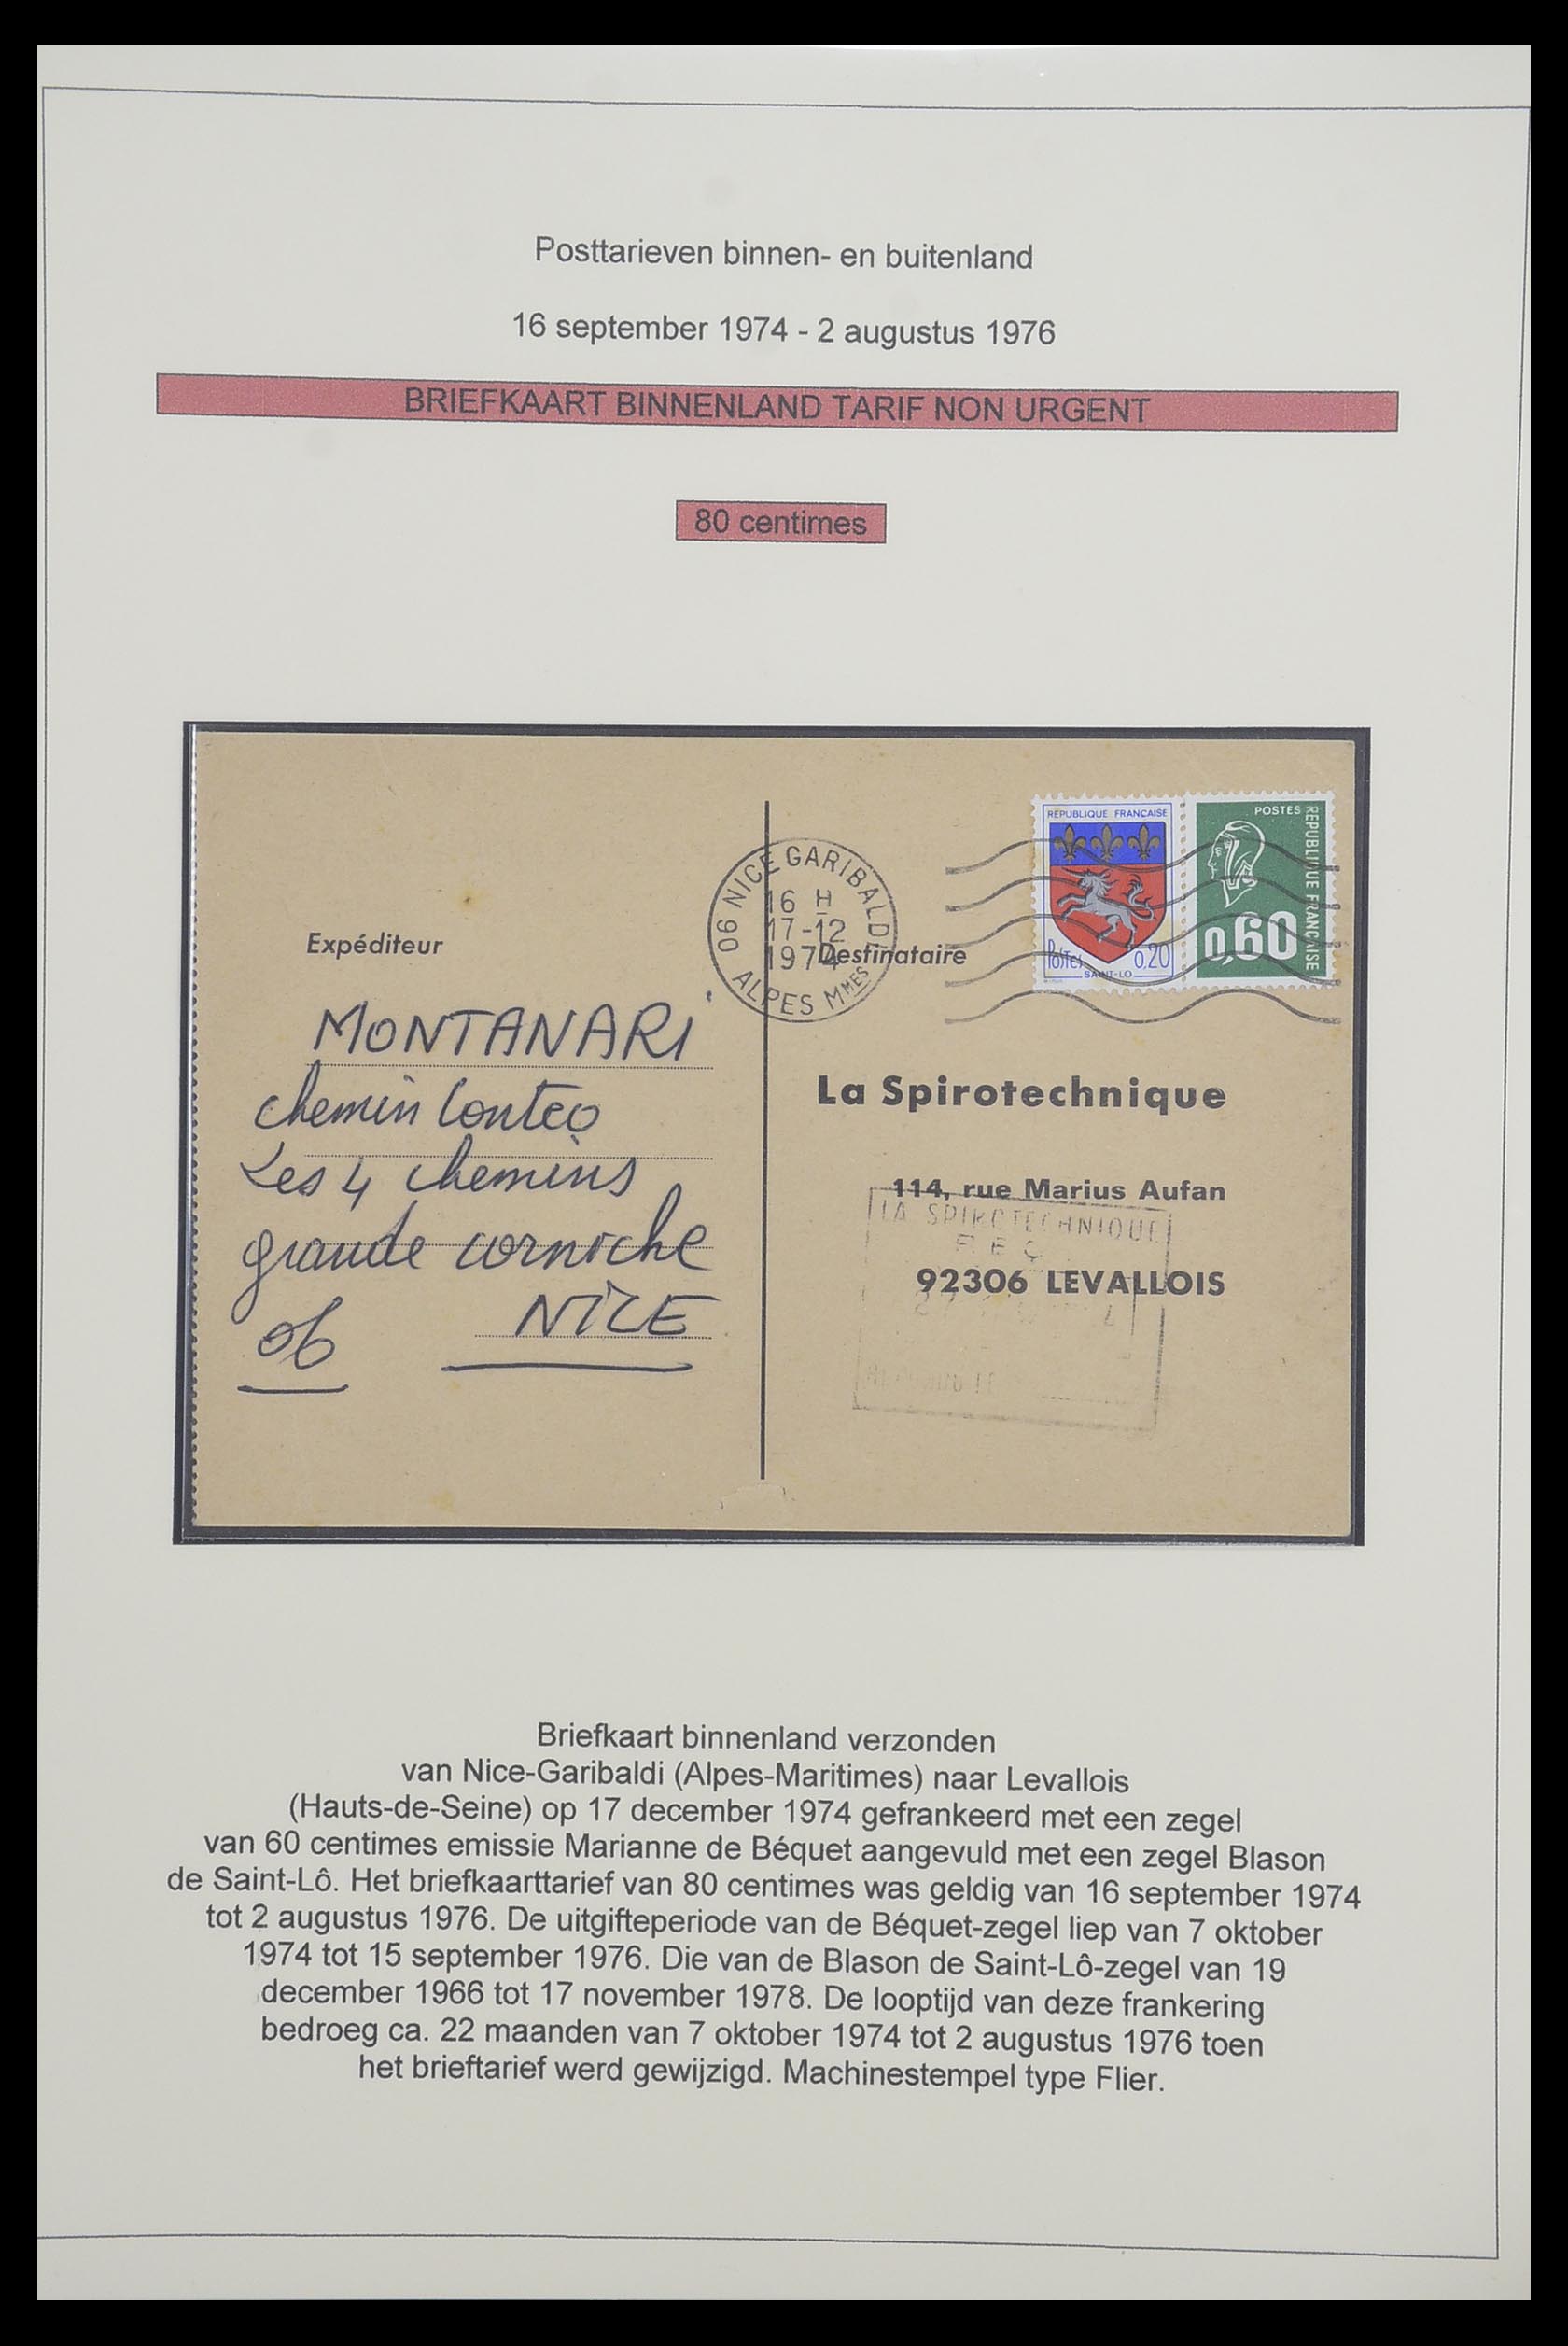 Posttarieven binnen- en buitenland
16 september 1974 - 2 augustus 1976
BRIEFKAART BINNENLAND TARIF NON URGENT
80 centimes
REPUBLIQUE FRANÇAISE
POSTES
REPUBLIQUE FRANÇAISE
0,60
POSTES
0,20
SAINT-LO
06 NICE GARIBALDI
16 H
17-12
1974
ALPES MMES
Expéditeur
Destinataire
MONTANARI
chemin
Les 4 chemins
grande corniche
06 NICE
La Spirotechnique
114, rue Marius Aufan
LA SPIROTECHNIQUE
92306 LEVALLOIS
Briefkaart binnenland verzonden
van Nice-Garibaldi (Alpes-Maritimes) naar Levallois
(Hauts-de-Seine) op 17 december 1974 gefrankeerd met een zegel
van 60 centimes emissie Marianne de Béquet aangevuld met een zegel Blason
de Saint-Lô. Het briefkaarttarief van 80 centimes was geldig van 16 september 1974
tot 2 augustus 1976. De uitgifteperiode van de Béquet-zegel liep van 7 oktober
1974 tot 15 september 1976. Die van de Blason de Saint-Lô-zegel van 19
december 1966 tot 17 november 1978. De looptijd van deze frankering
bedroeg ca. 22 maanden van 7 oktober 1974 tot 2 augustus 1976 toen
het brieftarief werd gewijzigd. Machinestempel type Flier.